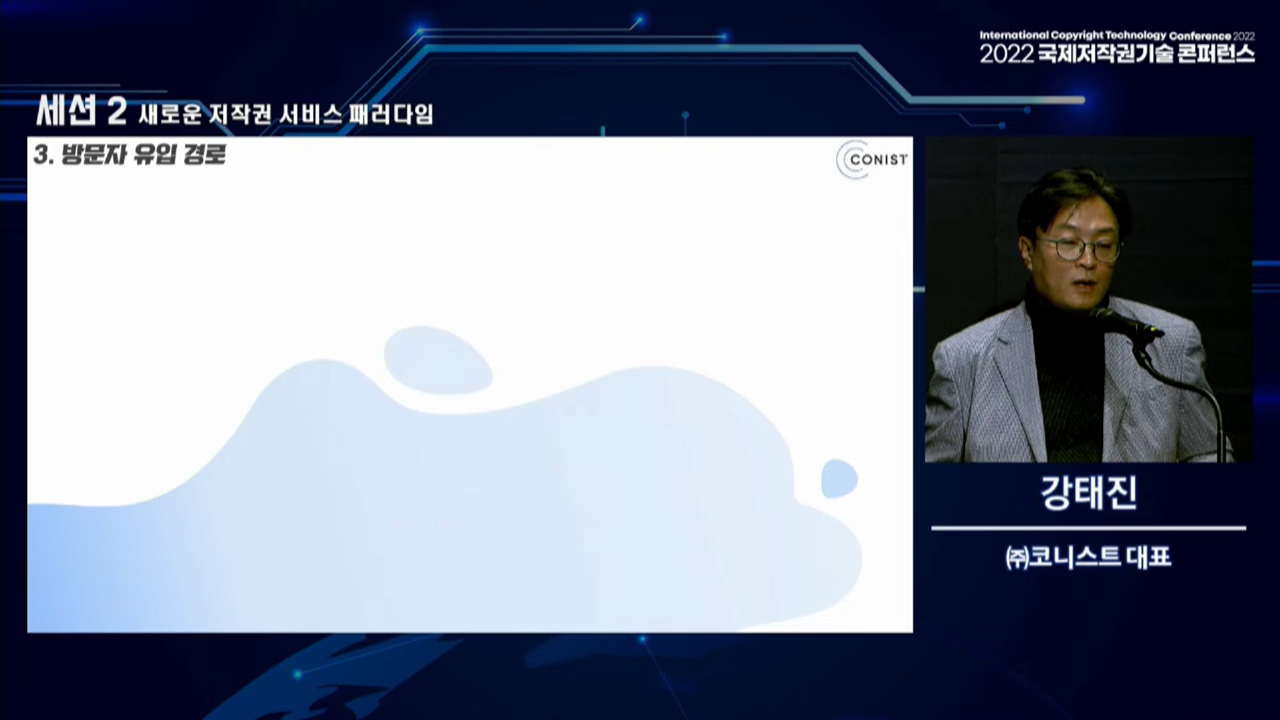 International Copyright Technology Conference 2022
2022 국제저작권기술 콘퍼런스
세션 2 새로운 저작권 서비스 패러다임
3. 방문자 유입 경로
CONIST
강태진
㈜코니스트 대표